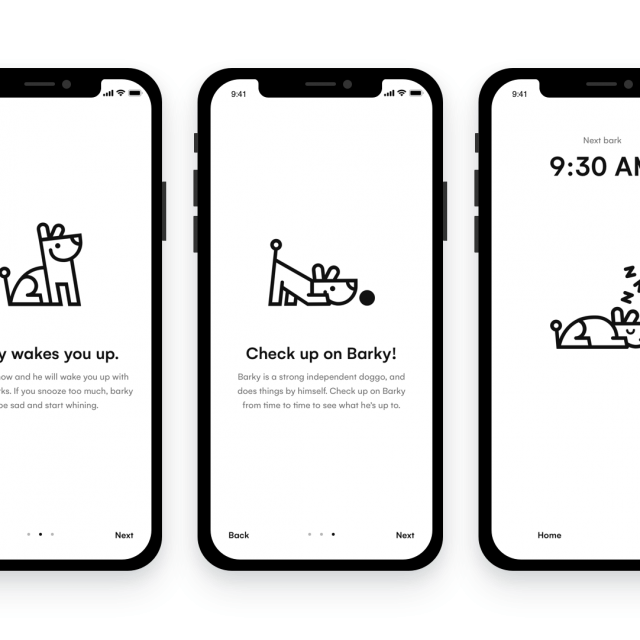 y wakes you up.
ow and he will wake you up with
ks. If you snooze too much, barky
be sad and start whining.
Next
9:41
Check up on Barky!
Barky is a strong independent doggo, and
does things by himself. Check up on Barky
from time to time to see what he's up to.
Back
Next
9:41
Next bark
9:30 AM
z
z
z
Home